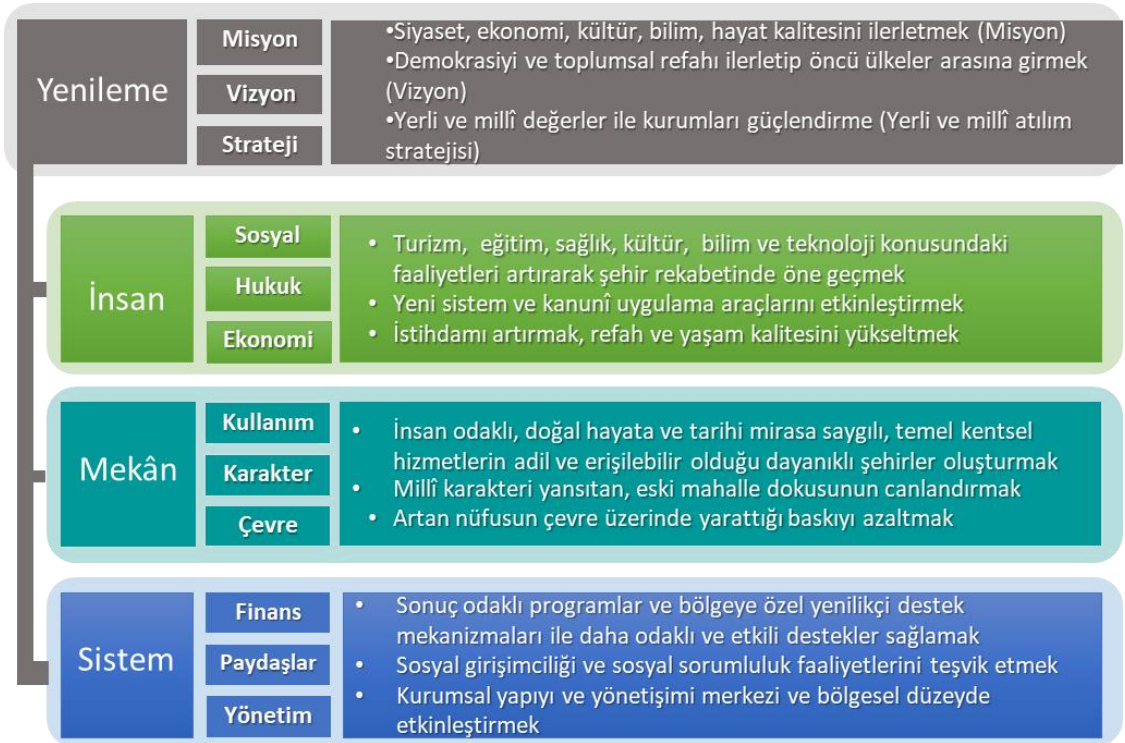 Yenileme
Misyon
Vizyon
Strateji
•Siyaset, ekonomi, kültür, bilim, hayat kalitesini ilerletmek (Misyon)
•Demokrasiyi ve toplumsal refahı ilerletip öncü ülkeler arasına girmek
(Vizyon)
•Yerli ve millî değerler ile kurumları güçlendirme (Yerli ve millî atılım
stratejisi)
İnsan
Sosyal
Hukuk
Ekonomi
• Turizm, eğitim, sağlık, kültür, bilim ve teknoloji konusundaki
faaliyetleri artırarak şehir rekabetinde öne geçmek
• Yeni sistem ve kanunî uygulama araçlarını etkinleştirmek
• İstihdamı artırmak, refah ve yaşam kalitesini yükseltmek
Mekân
Kullanım
Karakter
Çevre
• İnsan odaklı, doğal hayata ve tarihi mirasa saygılı, temel kentsel
hizmetlerin adil ve erişilebilir olduğu dayanıklı şehirler oluşturmak
• Millî karakteri yansıtan, eski mahalle dokusunun canlandırmak
• Artan nüfusun çevre üzerinde yarattığı baskıyı azaltmak
Sistem
Finans
Paydaşlar
Yönetim
• Sonuç odaklı programlar ve bölgeye özel yenilikçi destek
mekanizmaları ile daha odaklı ve etkili destekler sağlamak
• Sosyal girişimciliği ve sosyal sorumluluk faaliyetlerini teşvik etmek
• Kurumsal yapıyı ve yönetişimi merkezi ve bölgesel düzeyde
etkinleştirmek